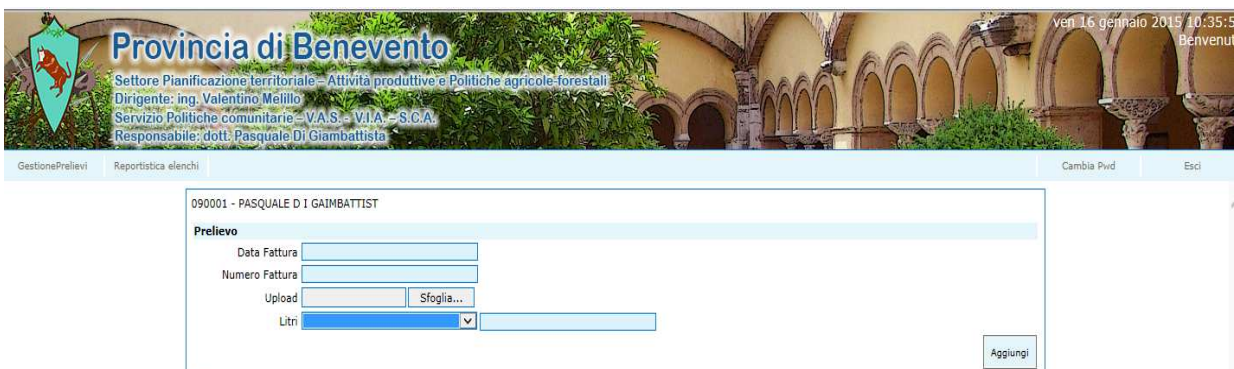 ven 16 gennaio 2015 10:35:5
Benvenut
Provincia di Benevento
Settore Pianificazione territoriale – Attività produttive e Politiche agricole-forestali
Dirigente: ing. Valentino Melillo
Servizio Politiche comunitarie – V.A.S. - V.I.A. – S.C.A.
Responsabile: dott. Pasquale Di Giambattista
GestionePrelievi Reportistica elenchi Cambia Pwd Esci
090001 - PASQUALE D I GAIMBATTIST
Prelievo
Data Fattura
Numero Fattura
Upload Sfoglia...
Litri
Aggiungi